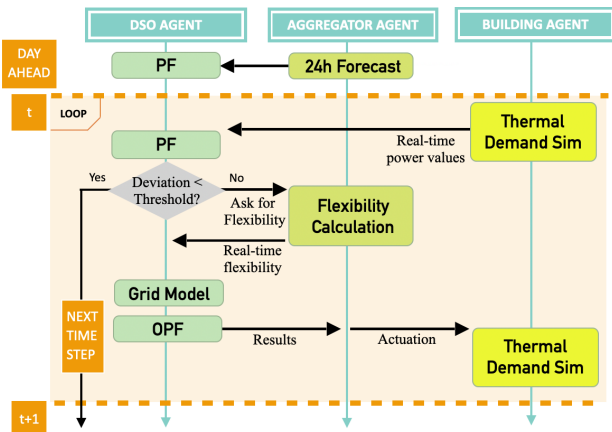 DSO AGENT
AGGREGATOR AGENT
BUILDING AGENT
DAY
AHEAD
PF
24h Forecast
t
LOOP
Thermal
Demand Sim
PF
Real-time
power values
Yes
Deviation <
Threshold?
No
Ask for
Flexibility
Flexibility
Calculation
Real-time
flexibility
Grid Model
NEXT
TIME
STEP
OPF
Results
Actuation
Thermal
Demand Sim
t+1